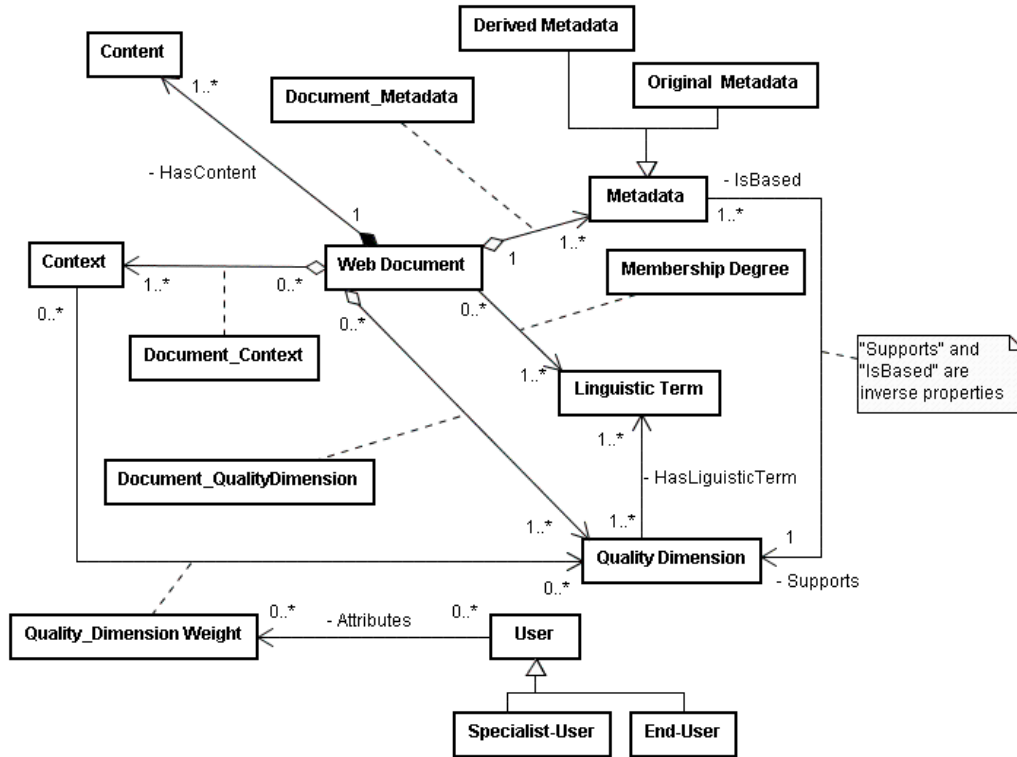 Derived Metadata
Content
Original  Metadata
1..*
Document_Metadata
- HasContent
- IsBased
Metadata
1..*
1
1
1..*
Context
Web Document
Membership Degree
1..*
0..*
0..*
0..*
0..*
Document_Context
"Supports" and
"IsBased" are
inverse properties
1..*
Linguistic Term
1..*
Document_QualityDimension
- HasLiguisticTerm
1..*
1..*
1
Quality Dimension
0..*
- Supports
0..*
- Attributes
0..*
Quality_Dimension Weight
User
Specialist-User
End-User